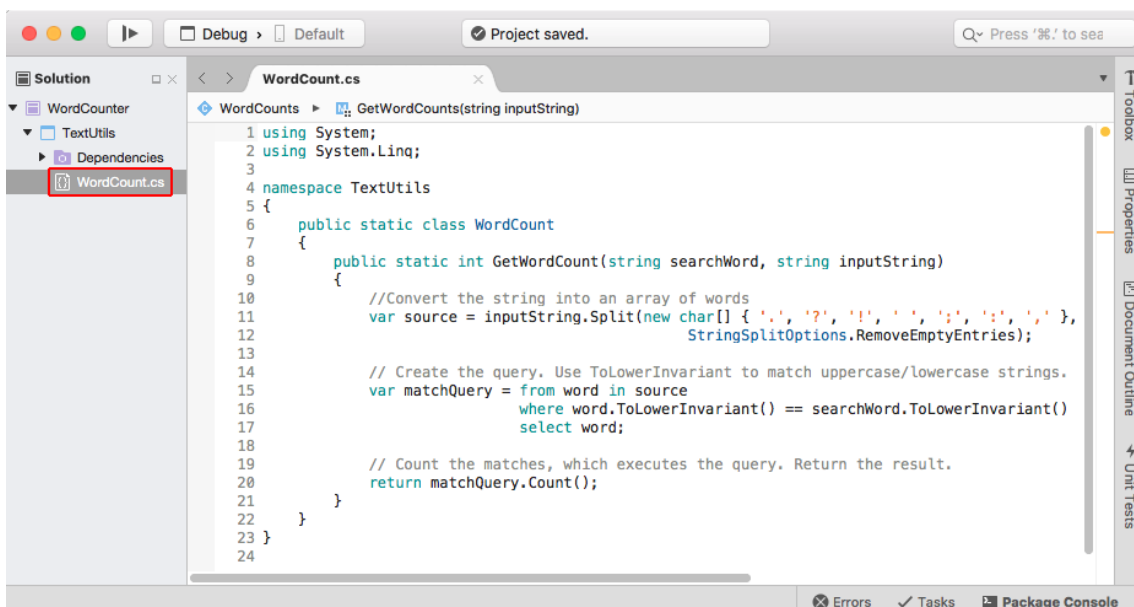 Debug › Default
Project saved.
Press '⌘.' to sea
Solution
WordCounter
TextUtils
Dependencies
WordCount.cs
WordCount.cs
WordCounts ▸ GetWordCounts(string inputString)
1 using System;
2 using System.Linq;
3
4 namespace TextUtils
5 {
6     public static class WordCount
7     {
8         public static int GetWordCount(string searchWord, string inputString)
9         {
10             //Convert the string into an array of words
11             var source = inputString.Split(new char[] { '.', '?', '!', ' ', ';', ':', ',' },
12                                                 StringSplitOptions.RemoveEmptyEntries);
13
14             // Create the query. Use ToLowerInvariant to match uppercase/lowercase strings.
15             var matchQuery = from word in source
16                              where word.ToLowerInvariant() == searchWord.ToLowerInvariant()
17                              select word;
18
19             // Count the matches, which executes the query. Return the result.
20             return matchQuery.Count();
21         }
22     }
23 }
24
Toolbox
Properties
Document Outline
Unit Tests
Errors
Tasks
Package Console